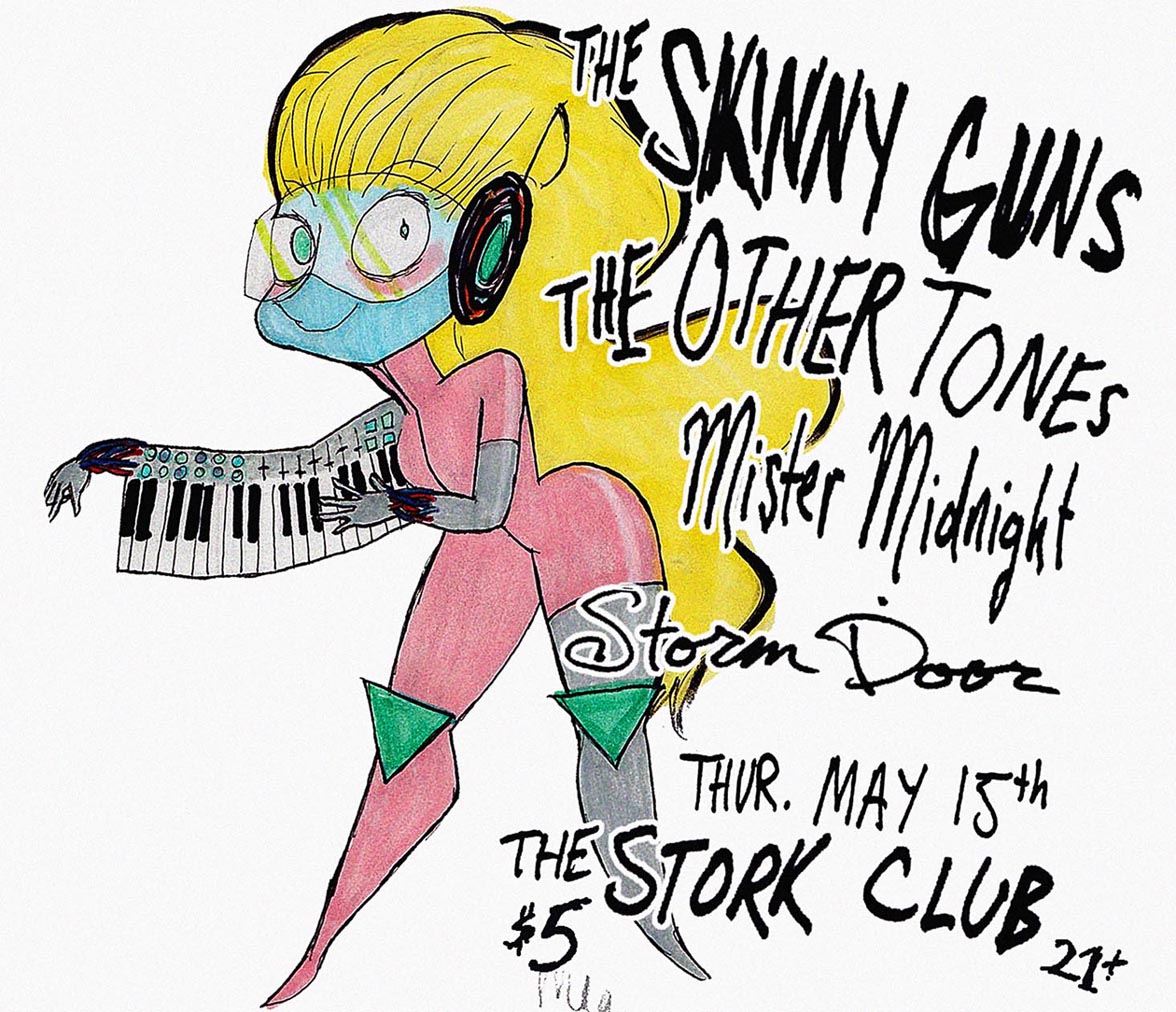 THE SKINNY GUNS
THE OTHER TONES
Mister Midnight
Storm Door
THUR. MAY 15th
THE STORK CLUB
$5 21+